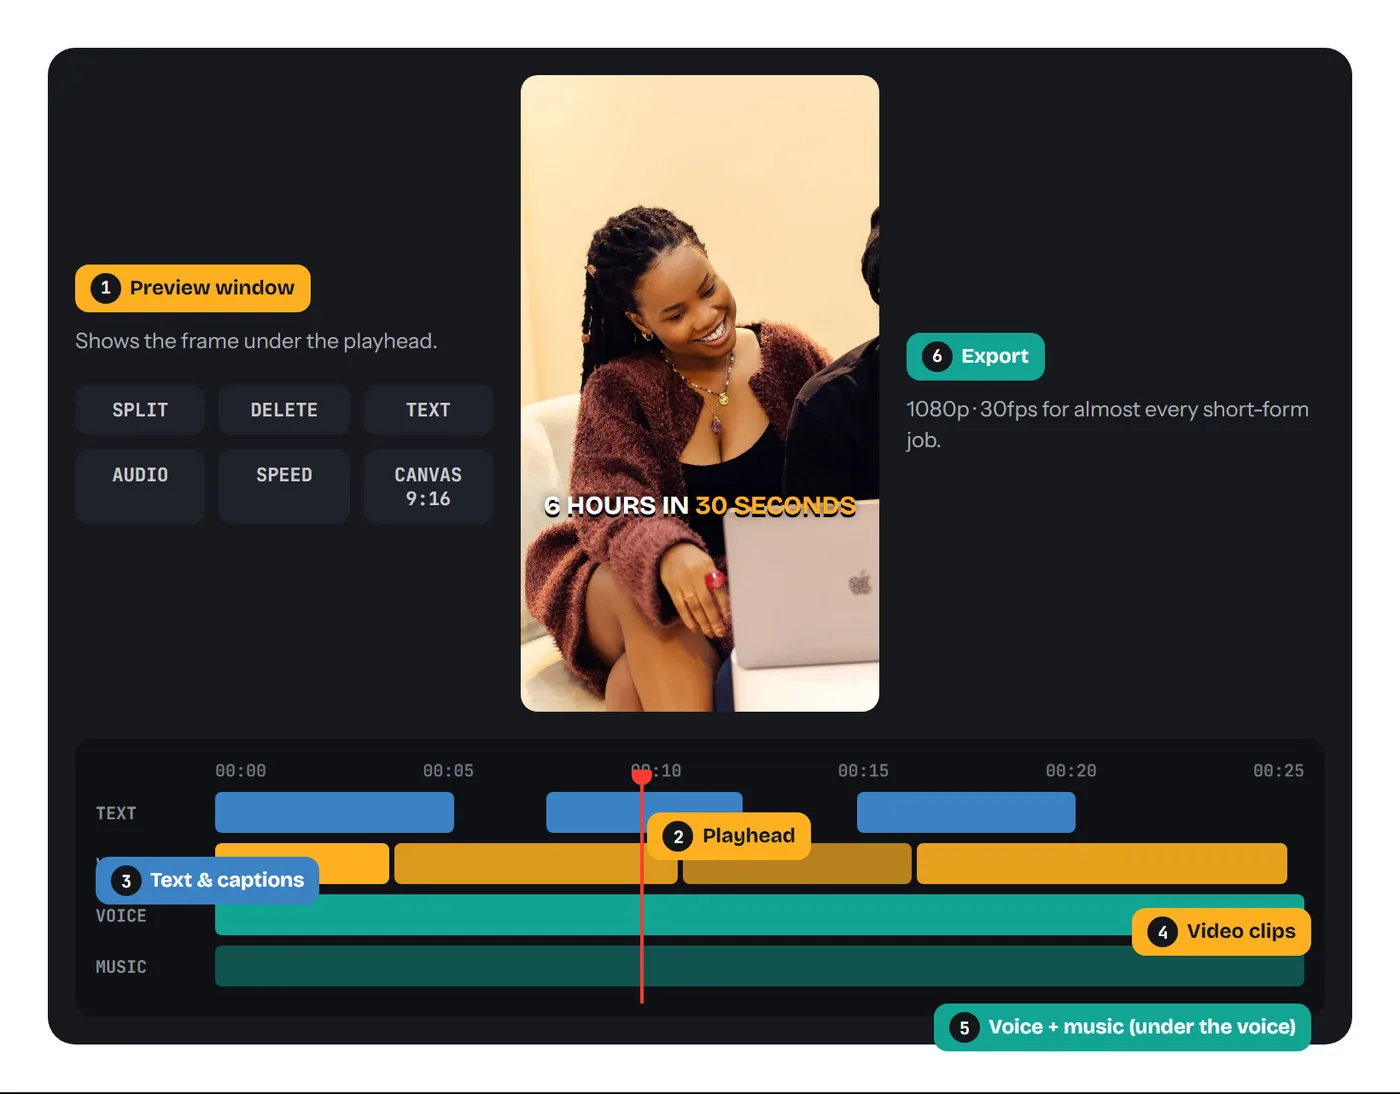 1 Preview window
Shows the frame under the playhead.
SPLIT DELETE TEXT
AUDIO SPEED CANVAS
9:16
6 HOURS IN 30 SECONDS
6 Export
1080p · 30fps for almost every short-form
job.
00:00 00:05 00:10 00:15 00:20 00:25
TEXT
2 Playhead
3 Text & captions
VOICE
4 Video clips
MUSIC
5 Voice + music (under the voice)